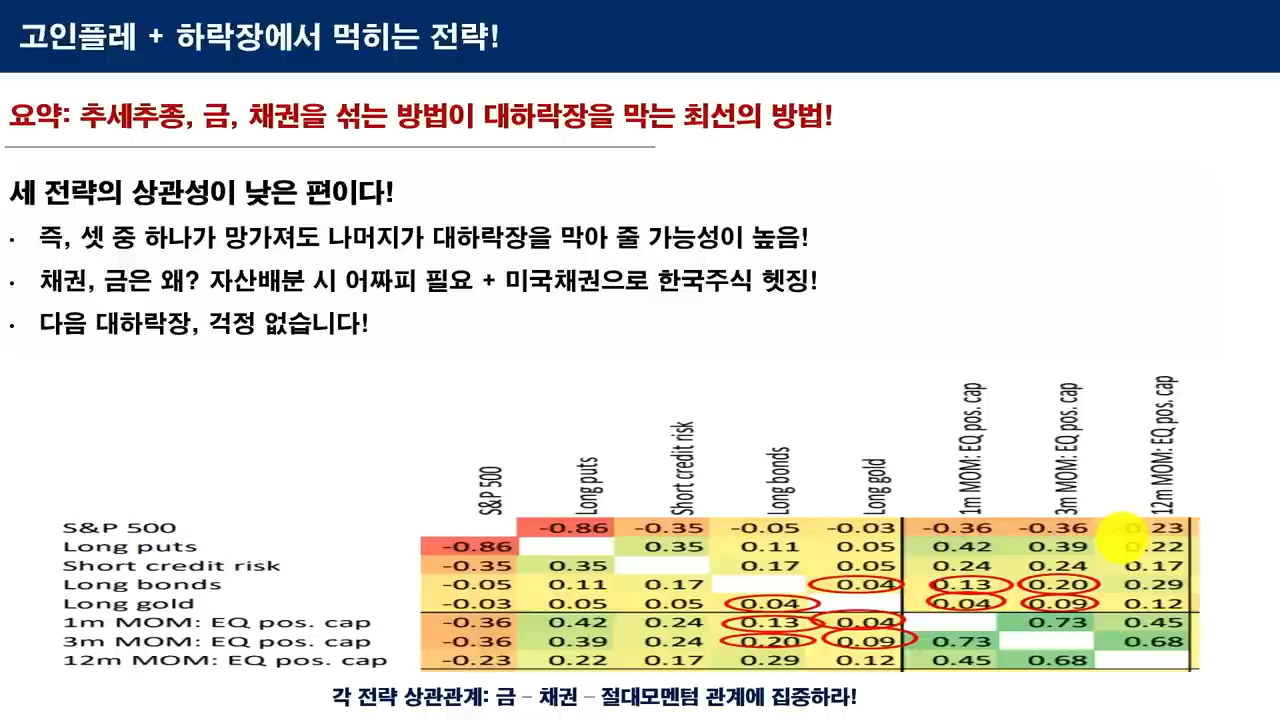 고인플레 + 하락장에서 먹히는 전략!
요약: 추세추종, 금, 채권을 섞는 방법이 대하락장을 막는 최선의 방법!
세 전략의 상관성이 낮은 편이다!
· 즉, 셋 중 하나가 망가져도 나머지가 대하락장을 막아 줄 가능성이 높음!
· 채권, 금은 왜? 자산배분 시 어짜피 필요 + 미국채권으로 한국주식 헷징!
· 다음 대하락장, 걱정 없습니다!
S&P 500 Long puts Short credit risk Long bonds Long gold 1m MOM: EQ pos. cap 3m MOM: EQ pos. cap 12m MOM: EQ pos. cap
S&P 500 -0.86 -0.35 -0.05 -0.03 -0.36 -0.36 -0.23
Long puts -0.86 0.35 0.11 0.05 0.42 0.39 0.22
Short credit risk -0.35 0.35 0.17 0.05 0.24 0.24 0.17
Long bonds -0.05 0.11 0.17 0.04 0.13 0.20 0.29
Long gold -0.03 0.05 0.05 0.04 0.04 0.09 0.12
1m MOM: EQ pos. cap -0.36 0.42 0.24 0.13 0.04 0.73 0.45
3m MOM: EQ pos. cap -0.36 0.39 0.24 0.20 0.09 0.73 0.68
12m MOM: EQ pos. cap -0.23 0.22 0.17 0.29 0.12 0.45 0.68
각 전략 상관관계: 금 - 채권 - 절대모멘텀 관계에 집중하라!